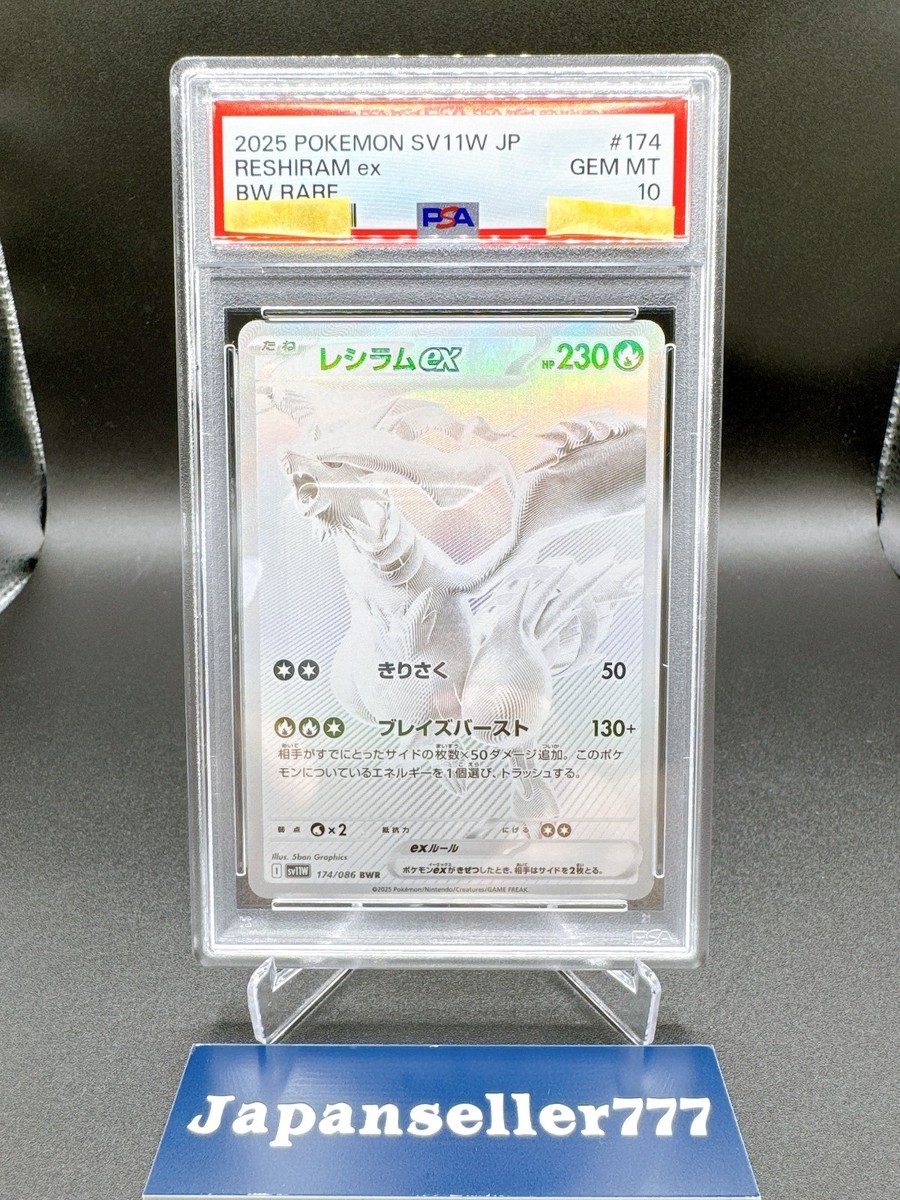 2025 POKEMON SV11W JP #174
RESHIRAM ex GEM MT
BW RARE 10
PSA
たね レシラムex HP230
きりさく 50
ブレイズバースト 130+
相手がすでにとったサイドの枚数×50ダメージ追加。このポケ
モンについているエネルギーを1個選び、トラッシュする。
弱点 ×2 抵抗力 にげる
exルール
Illus. 5ban Graphics
ポケモンexがきぜつしたとき、相手はサイドを2枚とる。
I sv11W 174/086 BWR
©2025 Pokémon/Nintendo/Creatures/GAME FREAK
PSA
Japanseller777